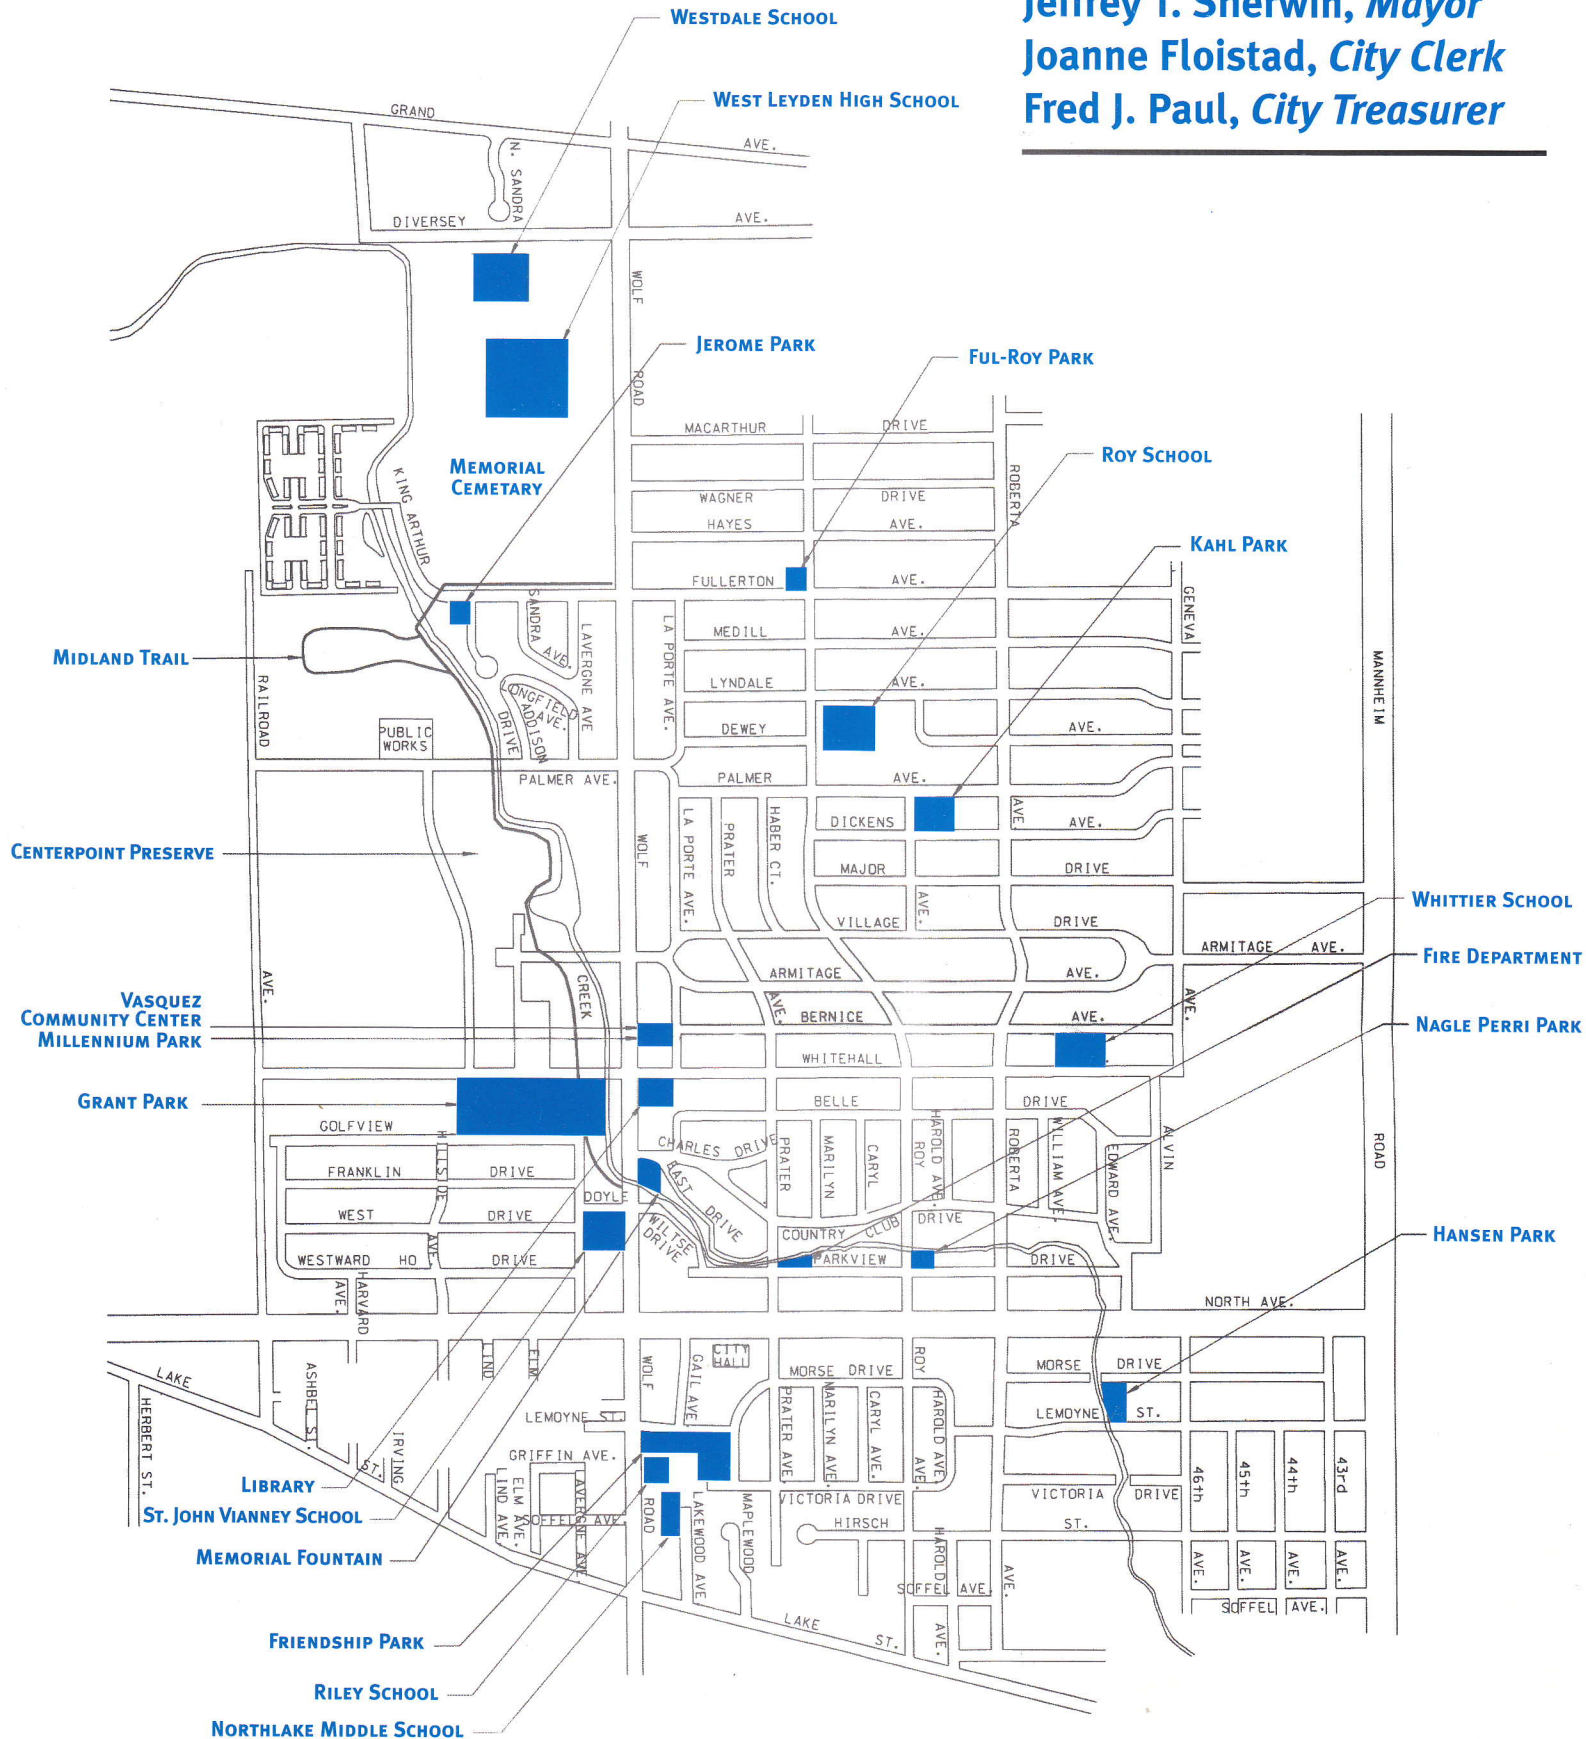 Jeffrey T. Sherwin, Mayor
Joanne Floistad, City Clerk
Fred J. Paul, City Treasurer
WESTDALE SCHOOL
WEST LEYDEN HIGH SCHOOL
GRAND
AVE.
N. SANDRA
DIVERSEY
AVE.
WOLF
ROAD
JEROME PARK
FUL-ROY PARK
MACARTHUR
DRIVE
ROY SCHOOL
MEMORIAL
CEMETARY
KING ARTHUR
ROBERTA
WAGNER
DRIVE
HAYES
AVE.
KAHL PARK
FULLERTON
AVE.
GENEVA
SANDRA
AVE.
LAVERGNE AVE
LA PORTE AVE.
MEDILL
AVE.
MIDLAND TRAIL
MANNHEIM
RAILROAD
LYNDALE
AVE.
LONGFIELD
AVE.
ADDISON
DRIVE
PUBLIC
WORKS
DEWEY
AVE.
PALMER AVE.
PALMER
AVE.
LA PORTE AVE.
PRATER
HABER CT.
DICKENS
AVE.
AVE.
WOLF
CENTERPOINT PRESERVE
MAJOR
DRIVE
WHITTIER SCHOOL
VILLAGE
AVE.
DRIVE
ARMITAGE
AVE.
FIRE DEPARTMENT
ARMITAGE
AVE.
AVE.
CREEK
VASQUEZ
COMMUNITY CENTER
MILLENNIUM PARK
AVE.
BERNICE
AVE.
AVE.
NAGLE PERRI PARK
WHITEHALL
GRANT PARK
BELLE
DRIVE
GOLFVIEW
HILLSIDE
AVE.
CHARLES DRIVE
PRATER
MARILYN
CARYL
ROY
HAROLD AVE.
ROBERTA
WILLIAM AVE.
EDWARD AVE.
ALVIN
ROAD
FRANKLIN
DRIVE
EAST
DRIVE
DOYLE
WEST
DRIVE
WILTSE
DRIVE
COUNTRY
CLUB
DRIVE
HANSEN PARK
WESTWARD
HO
DRIVE
PARKVIEW
DRIVE
HARVARD
AVE.
NORTH AVE.
CITY
HALL
LAKE
ST.
ASHBEL ST.
LIND
ELM
WOLF
GAIL AVE.
MORSE
DRIVE
ROY
AVE.
MORSE
DRIVE
HERBERT ST.
IRVING
LEMOYNE ST.
PRATER AVE.
MARILYN AVE.
CARYL AVE.
HAROLD AVE.
LEMOYNE
ST.
GRIFFIN AVE.
LIBRARY
ST. JOHN VIANNEY SCHOOL
MEMORIAL FOUNTAIN
LIND AVE.
ELM AVE.
LAVERGNE AVE.
SOFFEL AVE
ROAD
LAKEWOOD AVE
MAPLEWOOD
VICTORIA DRIVE
VICTORIA
DRIVE
HIRSCH
ST.
HAROLD
AVE.
AVE.
46th
AVE.
45th
AVE.
44th
AVE.
43rd
AVE.
SOFFEL AVE.
SOFFEL
AVE.
LAKE
ST.
FRIENDSHIP PARK
RILEY SCHOOL
NORTHLAKE MIDDLE SCHOOL